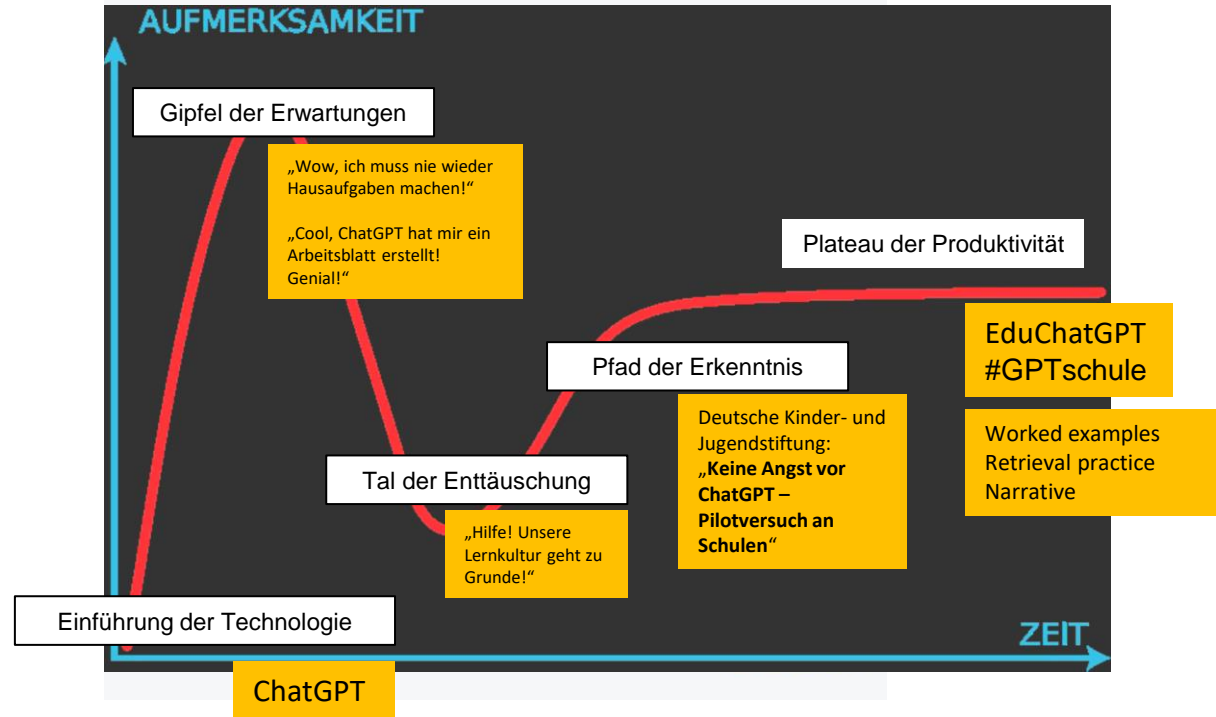 AUFMERKSAMKEIT
Gipfel der Erwartungen
„Wow, ich muss nie wieder
Hausaufgaben machen!“
„Cool, ChatGPT hat mir ein
Arbeitsblatt erstellt!
Genial!“
Plateau der Produktivität
EduChatGPT
#GPTschule
Worked examples
Retrieval practice
Narrative
Pfad der Erkenntnis
Deutsche Kinder- und
Jugendstiftung:
„Keine Angst vor
ChatGPT –
Pilotversuch an
Schulen“
Tal der Enttäuschung
„Hilfe! Unsere
Lernkultur geht zu
Grunde!“
Einführung der Technologie
ChatGPT
ZEIT